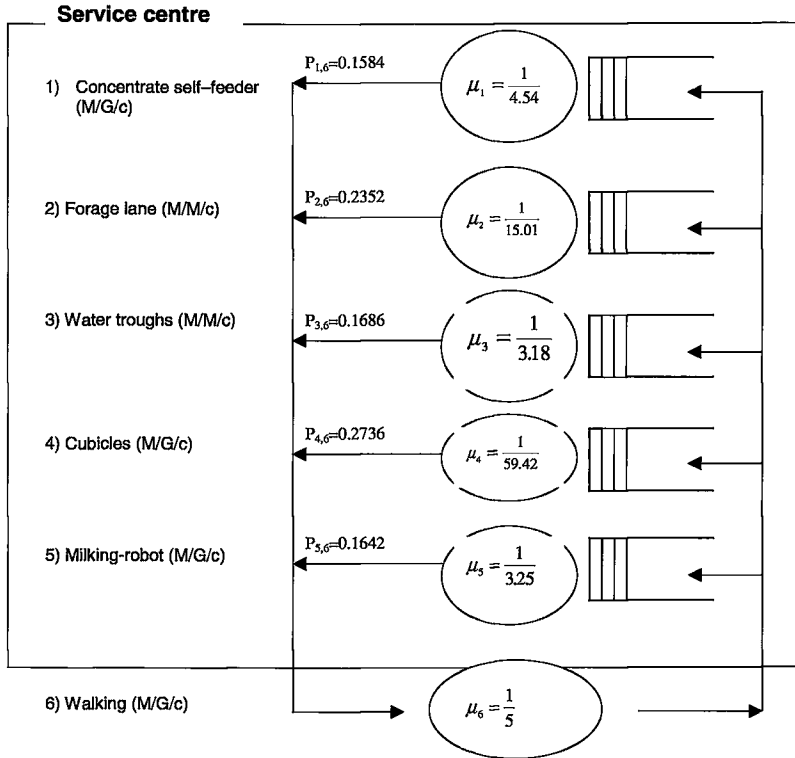 Service centre
1) Concentrate self–feeder
(M/G/c)
P1,6=0.1584
μ1 = 1/4.54
2) Forage lane (M/M/c)
P2,6=0.2352
μ2 = 1/15.01
3) Water troughs (M/M/c)
P3,6=0.1686
μ3 = 1/3.18
4) Cubicles (M/G/c)
P4,6=0.2736
μ4 = 1/59.42
5) Milking-robot (M/G/c)
P5,6=0.1642
μ5 = 1/3.25
6) Walking (M/G/c)
μ6 = 1/5